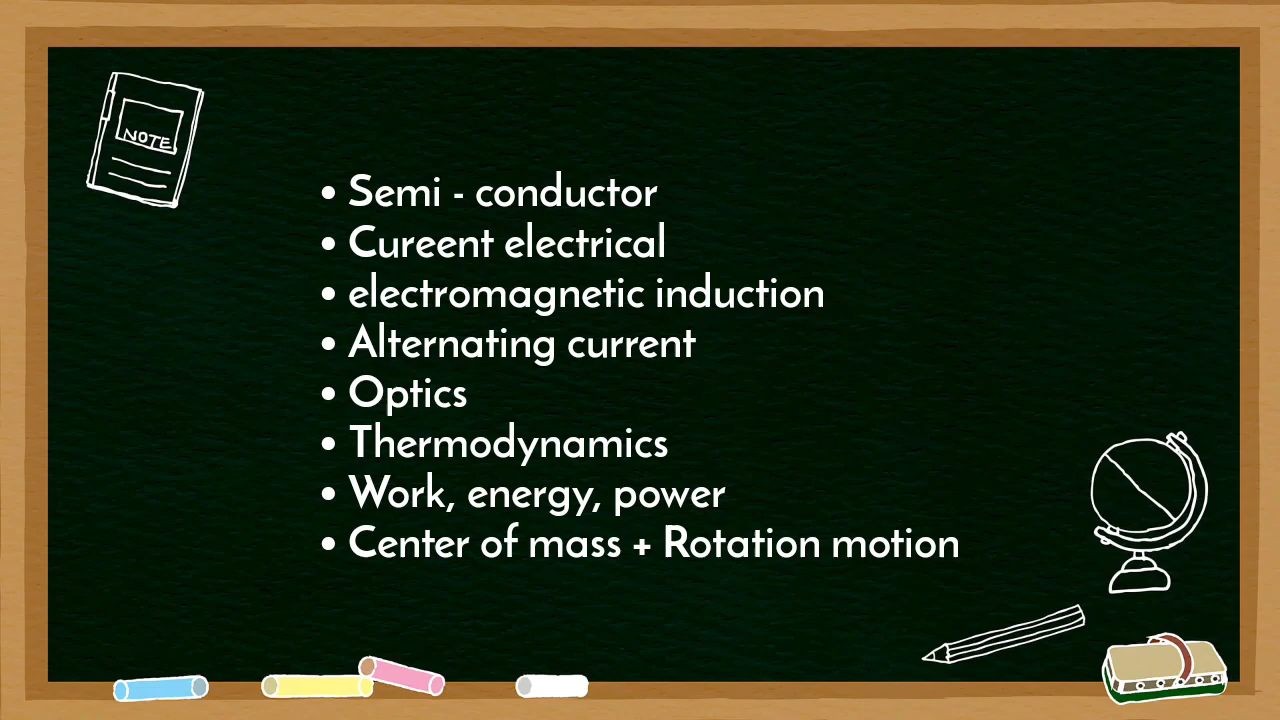 NOTE
• Semi - conductor
• Cureent electrical
• electromagnetic induction
• Alternating current
• Optics
• Thermodynamics
• Work, energy, power
• Center of mass + Rotation motion